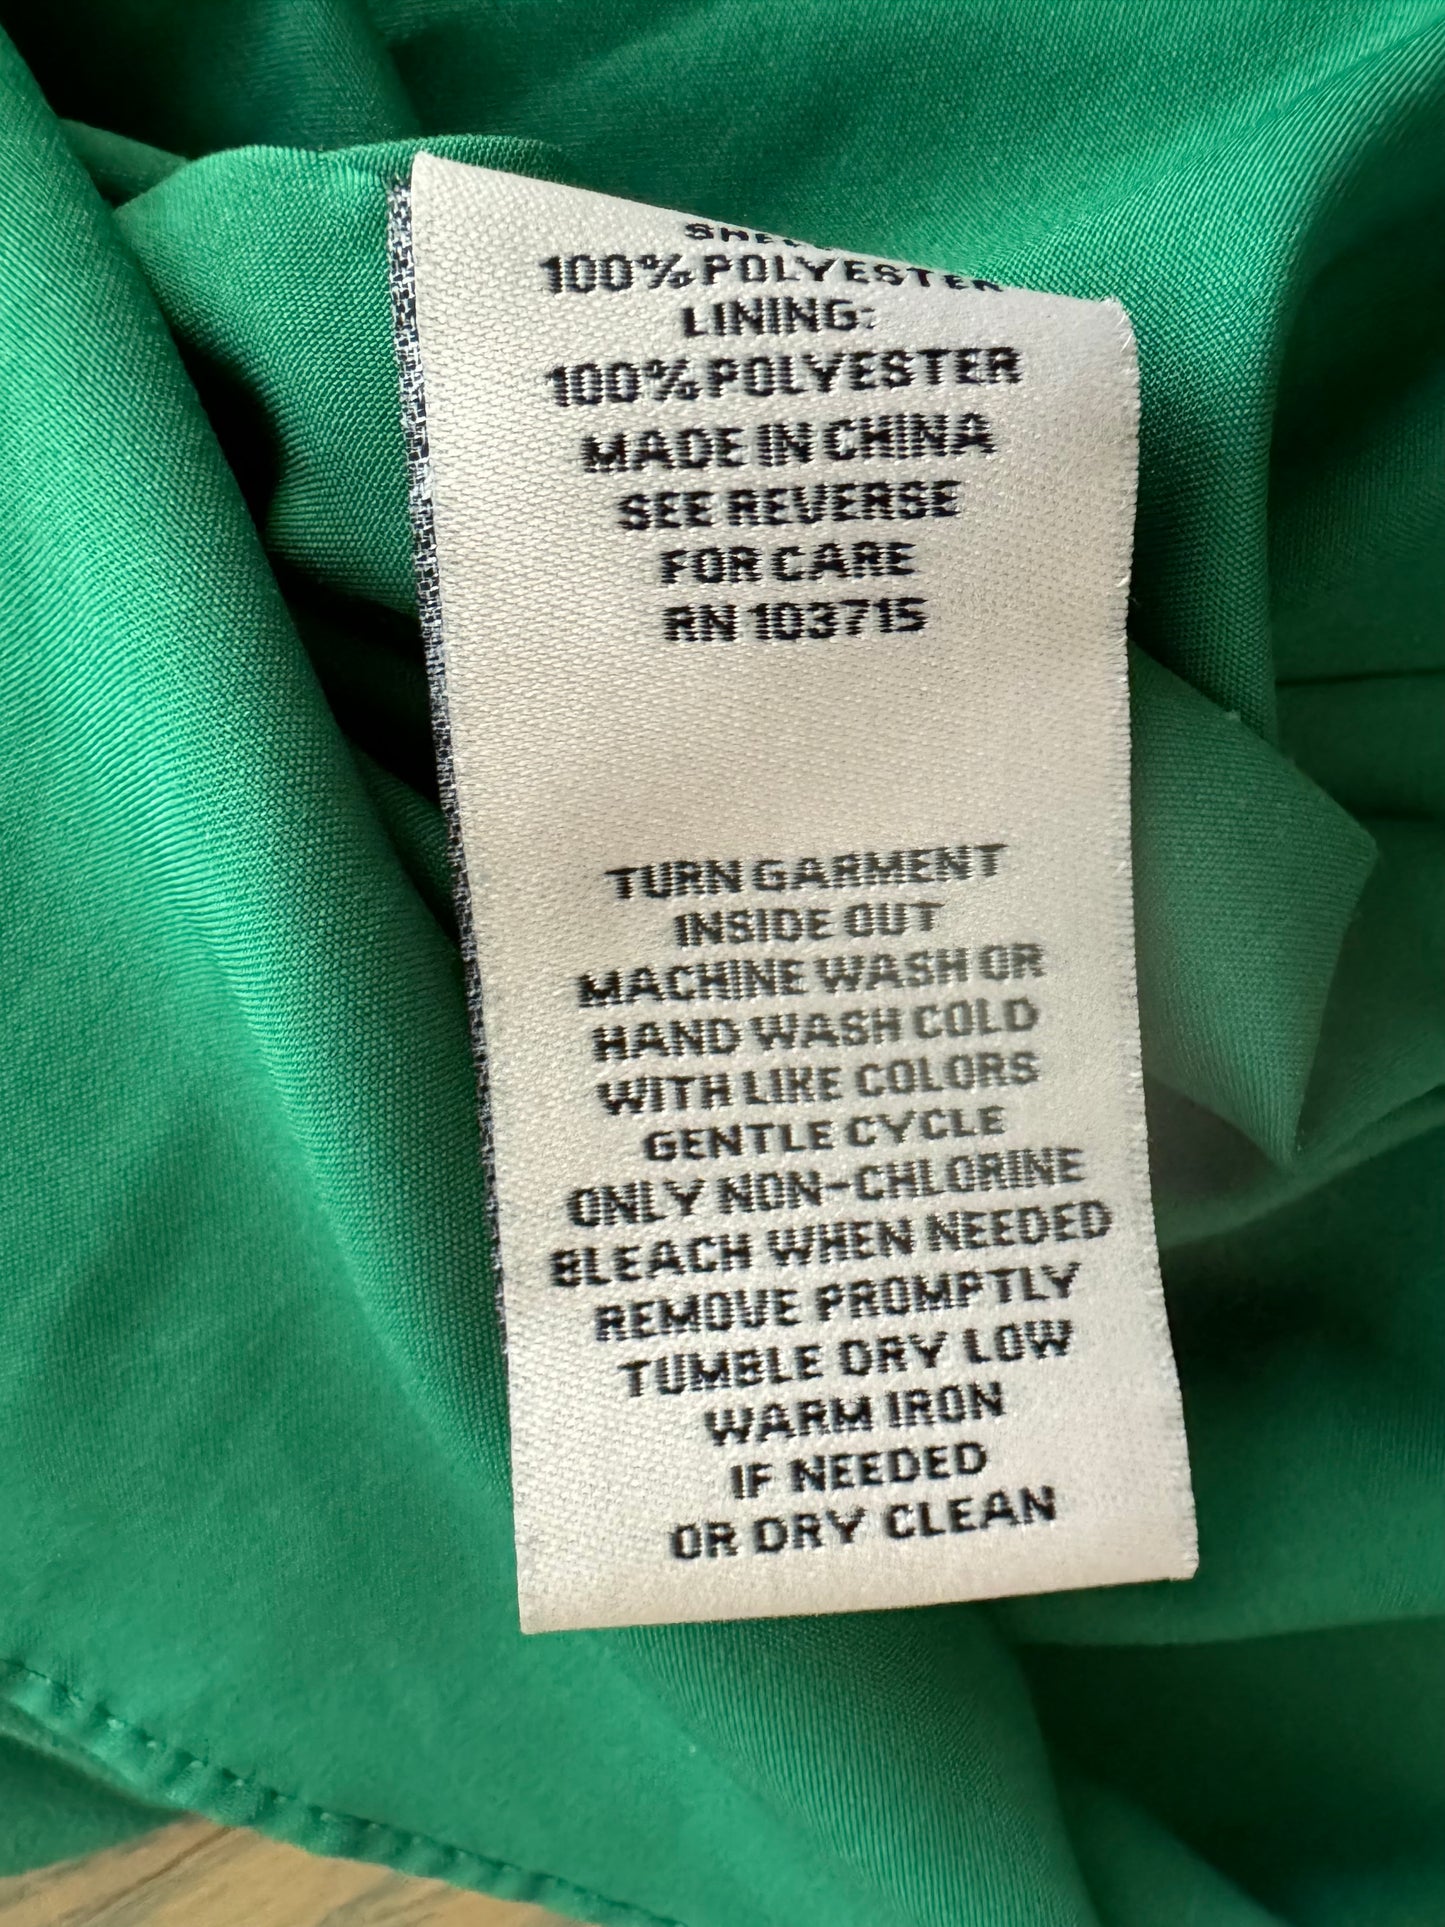 100% POLYESTER
LINING:
100% POLYESTER
MADE IN CHINA
SEE REVERSE
FOR CARE
RN 103715
TURN GARMENT
INSIDE OUT
MACHINE WASH OR
HAND WASH COLD
WITH LIKE COLORS
GENTLE CYCLE
ONLY NON-CHLORINE
BLEACH WHEN NEEDED
REMOVE PROMPTLY
TUMBLE DRY LOW
WARM IRON
IF NEEDED
OR DRY CLEAN